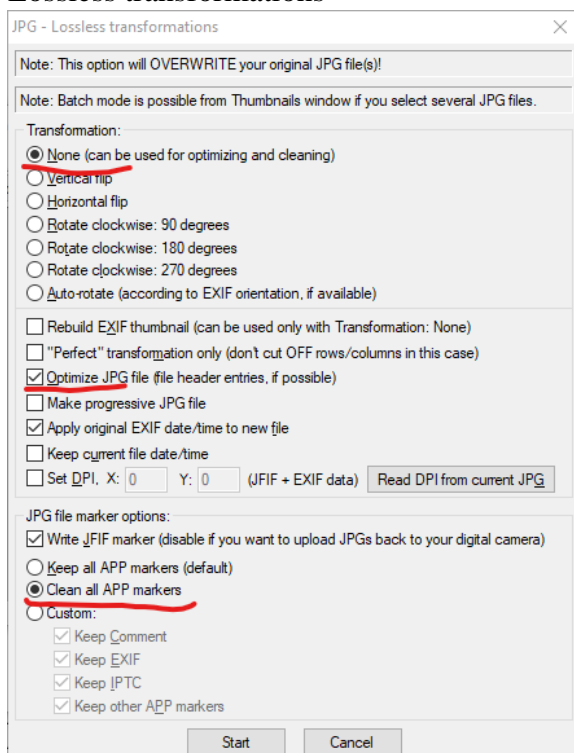 Lossless transformations
JPG - Lossless transformations
Note: This option will OVERWRITE your original JPG file(s)!
Note: Batch mode is possible from Thumbnails window if you select several JPG files.
Transformation:
None (can be used for optimizing and cleaning)
Vertical flip
Horizontal flip
Rotate clockwise: 90 degrees
Rotate clockwise: 180 degrees
Rotate clockwise: 270 degrees
Auto-rotate (according to EXIF orientation, if available)
Rebuild EXIF thumbnail (can be used only with Transformation: None)
"Perfect" transformation only (don't cut OFF rows/columns in this case)
Optimize JPG file (file header entries, if possible)
Make progressive JPG file
Apply original EXIF date/time to new file
Keep current file date/time
Set DPI, X: 0 Y: 0 (JFIF + EXIF data) Read DPI from current JPG
JPG file marker options:
Write JFIF marker (disable if you want to upload JPGs back to your digital camera)
Keep all APP markers (default)
Clean all APP markers
Custom:
Keep Comment
Keep EXIF
Keep IPTC
Keep other APP markers
Start Cancel